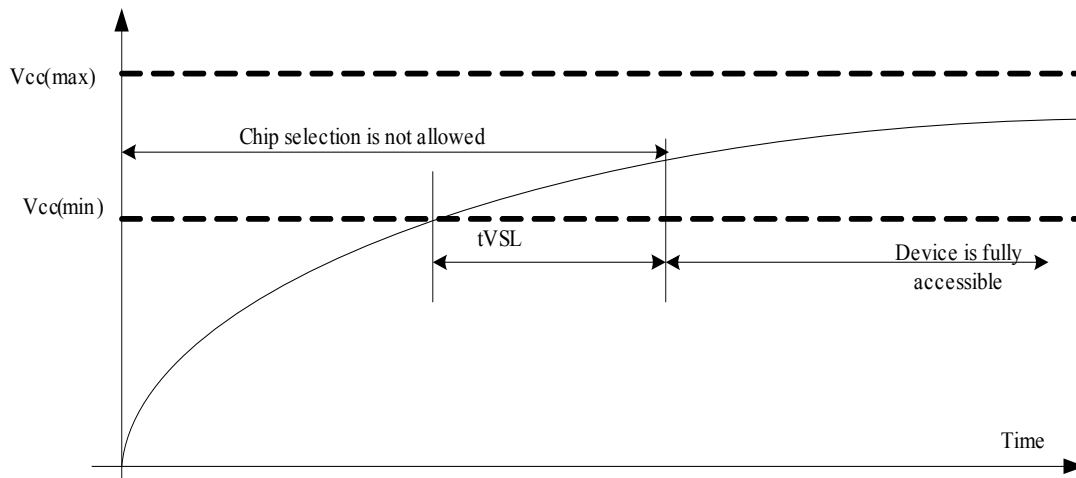 Vcc(max)
Chip selection is not allowed
Vcc(min)
tVSL
Device is fully
accessible
Time